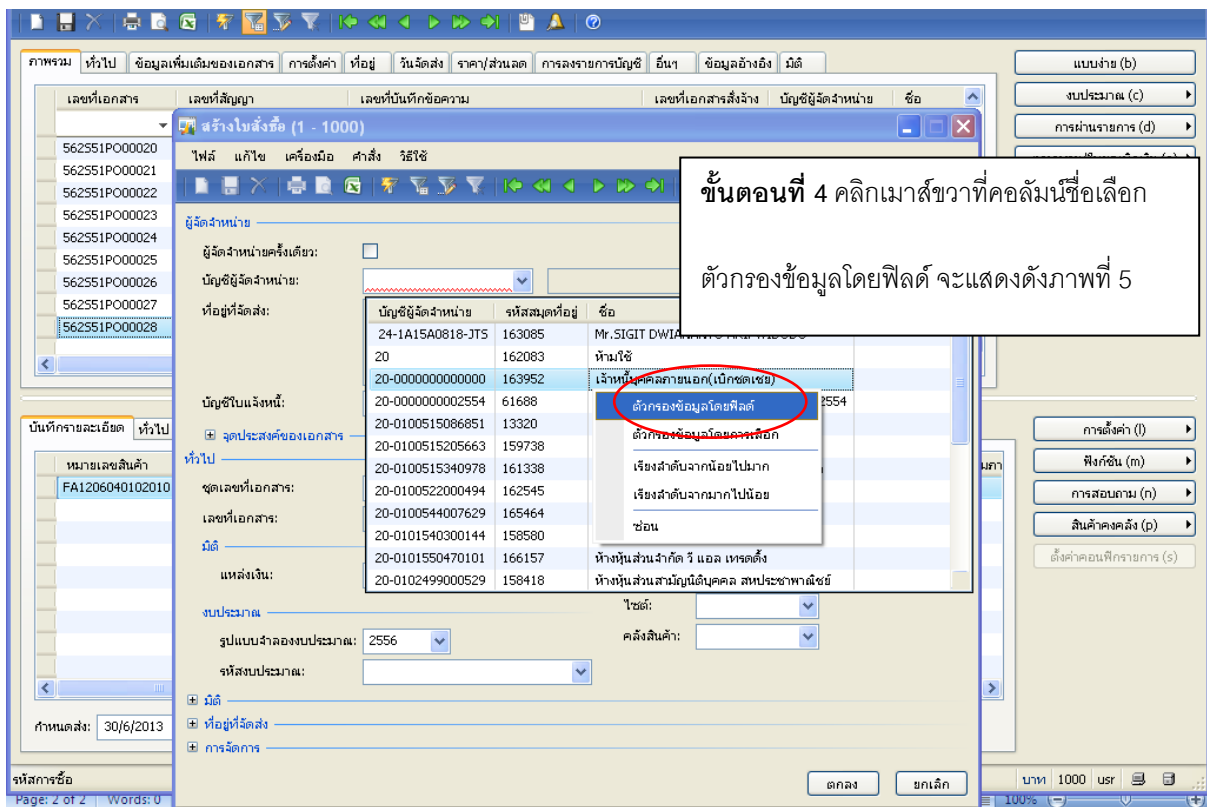 ภาพรวม ทั่วไป ข้อมูลเพิ่มเติมของเอกสาร การตั้งค่า ที่อยู่ วันจัดส่ง ราคา/ส่วนลด การลงรายการบัญชี อื่นๆ ข้อมูลอ้างอิง มิติ
แบบง่าย (b)
เลขที่เอกสาร เลขที่สัญญา เลขที่บันทึกข้อความ เลขที่เอกสารสั่งจ้าง บัญชีผู้จัดจำหน่าย ชื่อ
งบประมาณ (c)
สร้างใบสั่งซื้อ (1 - 1000)
การผ่านรายการ (d)
562551PO00020
ไฟล์ แก้ไข เครื่องมือ คำสั่ง วิธีใช้
562551PO00021
562551PO00022
562551PO00023
562551PO00024
562551PO00025
562551PO00026
562551PO00027
562551PO00028
ขั้นตอนที่ 4 คลิกเมาส์ขวาที่คอลัมน์ชื่อเลือก
ตัวกรองข้อมูลโดยฟิลด์ จะแสดงดังภาพที่ 5
ผู้จัดจำหน่าย
ผู้จัดจำหน่ายครั้งเดียว:
บัญชีผู้จัดจำหน่าย:
ที่อยู่ที่จัดส่ง:
บัญชีผู้จัดจำหน่าย รหัสสมุดที่อยู่ ชื่อ
24-1A15A0818-JTS 163085 Mr.SIGIT
20 162083 ห้ามใช้
20-0000000000000 163952 เจ้าหนี้บุคคลภายนอก(เบิกชดเชย)
20-0000000002554 61688 2554
20-0100515086851 13320
20-0100515205663 159738
20-0100515340978 161338
20-0100522000494 162545
20-0100544007629 165464
20-0101540300144 158580
20-0101550470101 166157 ห้างหุ้นส่วนจำกัด วี แอล เทรดดิ้ง
20-0102499000529 158418 ห้างหุ้นส่วนสามัญนิติบุคคล สหประชาพาณิชย์
ตัวกรองข้อมูลโดยฟิลด์
ตัวกรองข้อมูลโดยการเลือก
เรียงลำดับจากน้อยไปมาก
เรียงลำดับจากมากไปน้อย
ซ่อน
บัญชีใบแจ้งหนี้:
จุดประสงค์ของเอกสาร
ทั่วไป
ชุดเลขที่เอกสาร:
เลขที่เอกสาร:
มิติ
แหล่งเงิน:
งบประมาณ
ไซต์:
รูปแบบจำลองงบประมาณ: 2556
คลังสินค้า:
รหัสงบประมาณ:
มิติ
ที่อยู่ที่จัดส่ง
การจัดการ
ตกลง ยกเลิก
บันทึกรายละเอียด ทั่วไป
หมายเลขสินค้า
FA1206040102010
การตั้งค่า (l)
ฟังก์ชัน (m)
การสอบถาม (n)
สินค้าคงคลัง (p)
ตั้งค่าคอนฟิกรายการ (s)
กำหนดส่ง: 30/6/2013
รหัสการซื้อ
บาท 1000 usr
Page: 2 of 2 Words: 0
100%